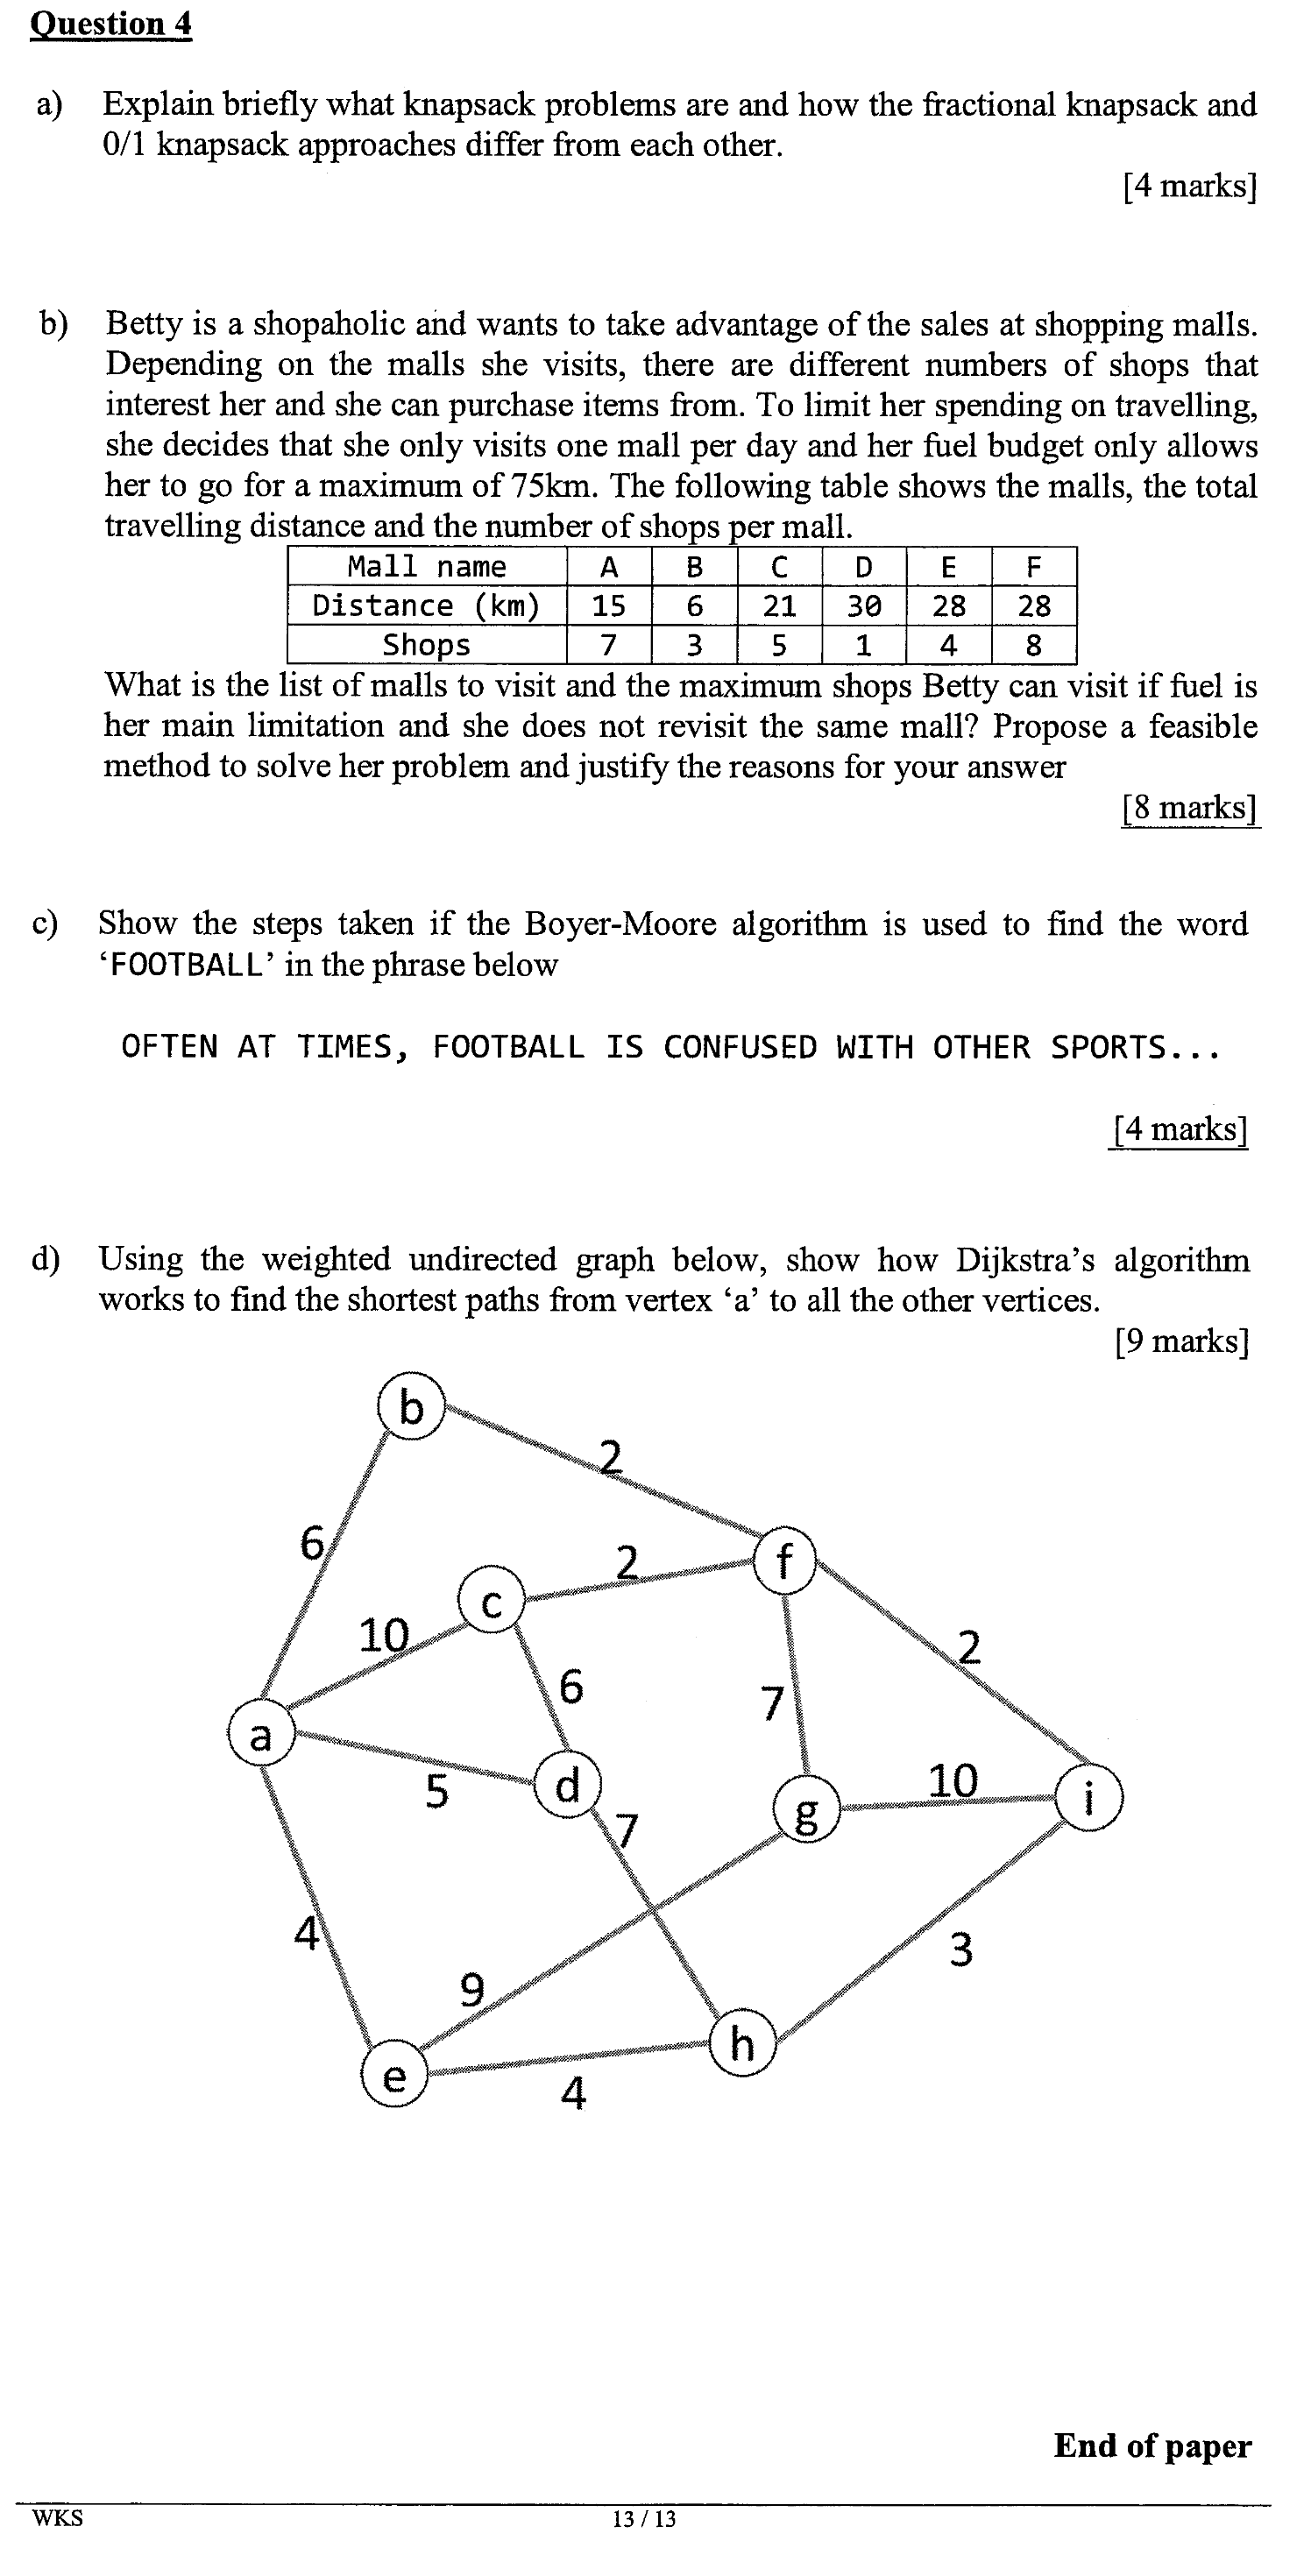 Question 4
a) Explain briefly what knapsack problems are and how the fractional knapsack and
0/1 knapsack approaches differ from each other.
[4 marks]
b) Betty is a shopaholic and wants to take advantage of the sales at shopping malls.
Depending on the malls she visits, there are different numbers of shops that
interest her and she can purchase items from. To limit her spending on travelling,
she decides that she only visits one mall per day and her fuel budget only allows
her to go for a maximum of 75km. The following table shows the malls, the total
travelling distance and the number of shops per mall.
Mall name A B C D E F
Distance (km) 15 6 21 30 28 28
Shops 7 3 5 1 4 8
What is the list of malls to visit and the maximum shops Betty can visit if fuel is
her main limitation and she does not revisit the same mall? Propose a feasible
method to solve her problem and justify the reasons for your answer
[8 marks]
c) Show the steps taken if the Boyer-Moore algorithm is used to find the word
‘FOOTBALL’ in the phrase below
OFTEN AT TIMES, FOOTBALL IS CONFUSED WITH OTHER SPORTS...
[4 marks]
d) Using the weighted undirected graph below, show how Dijkstra’s algorithm
works to find the shortest paths from vertex ‘a’ to all the other vertices.
[9 marks]
b
2
6
2
f
c
10
2
6
7
a
d
10
i
5
g
7
4
3
9
h
e
4
End of paper
WKS 13 / 13